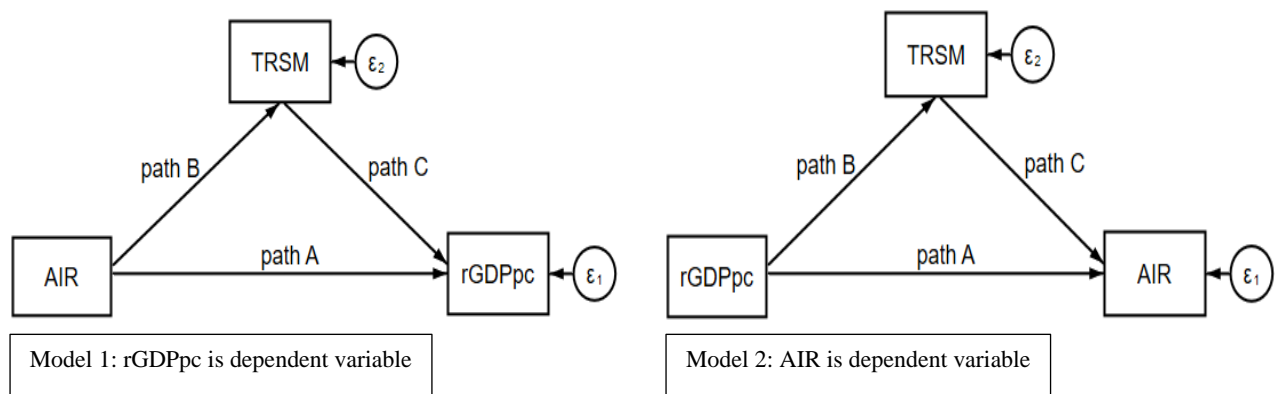 TRSM
ε₂
path B
path C
AIR
path A
rGDPpc
ε₁
Model 1: rGDPpc is dependent variable
TRSM
ε₂
path B
path C
rGDPpc
path A
AIR
ε₁
Model 2: AIR is dependent variable